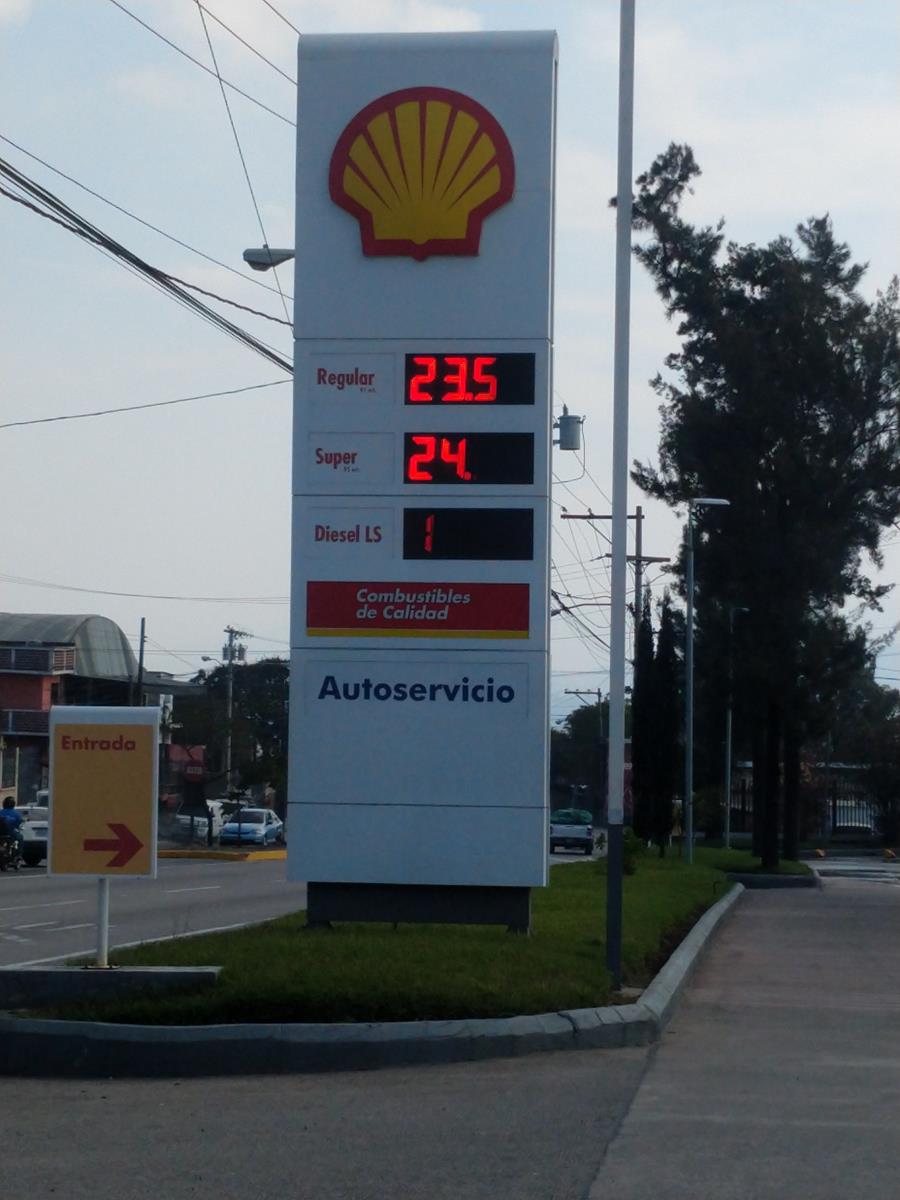 Regular
23.5
Super
24.
Diesel LS
1
Combustibles
de Calidad
Autoservicio
Entrada